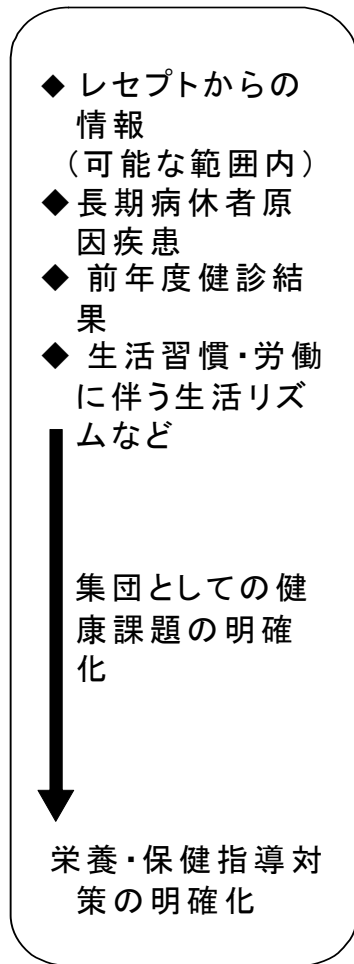 ◆ レセプトからの
情報
(可能な範囲内)
◆ 長期病休者原
因疾患
◆ 前年度健診結
果
◆ 生活習慣・労働
に伴う生活リズ
ムなど
集団としての健
康課題の明確
化
栄養・保健指導対
策の明確化